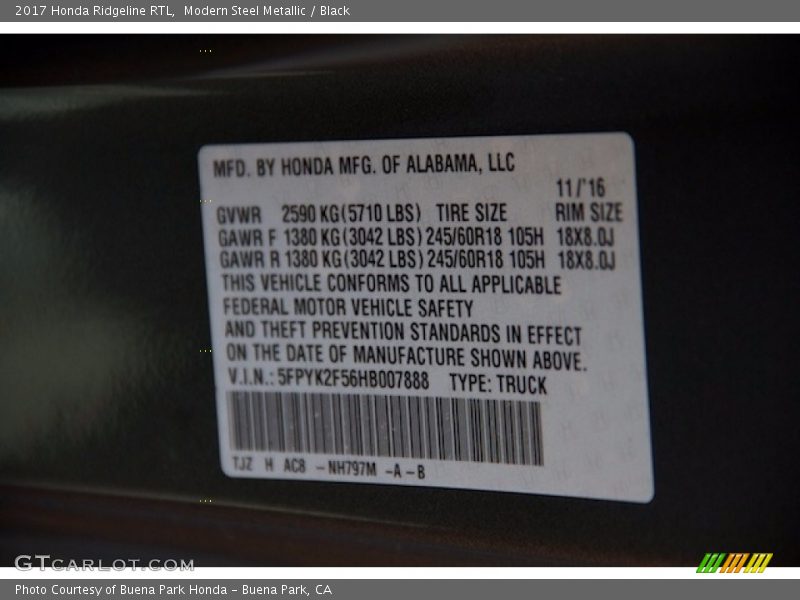 2017 Honda Ridgeline RTL,  Modern Steel Metallic / Black
MFD. BY HONDA MFG. OF ALABAMA, LLC
11/'16
GVWR 2590 KG(5710 LBS) TIRE SIZE RIM SIZE
GAWR F 1380 KG(3042 LBS) 245/60R18 105H 18X8.0J
GAWR R 1380 KG(3042 LBS) 245/60R18 105H 18X8.0J
THIS VEHICLE CONFORMS TO ALL APPLICABLE
FEDERAL MOTOR VEHICLE SAFETY
AND THEFT PREVENTION STANDARDS IN EFFECT
ON THE DATE OF MANUFACTURE SHOWN ABOVE.
V.I.N.: 5FPYK2F56HB007888 TYPE: TRUCK
TJZ H AC8 -NH797M -A-B
GTCARLOT.COM
Photo Courtesy of Buena Park Honda - Buena Park, CA